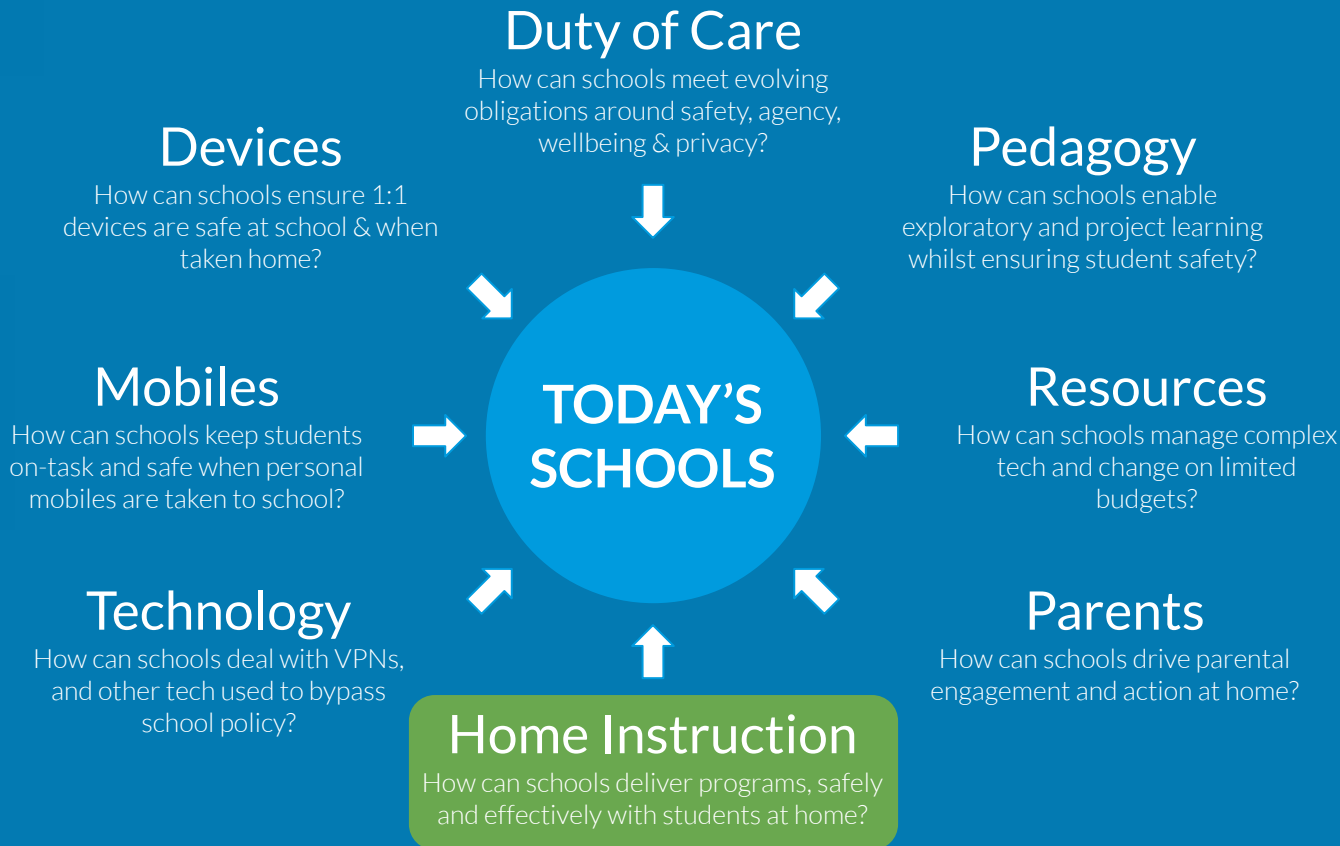 Duty of Care
How can schools meet evolving
obligations around safety, agency,
wellbeing & privacy?
Devices
How can schools ensure 1:1
devices are safe at school & when
taken home?
Pedagogy
How can schools enable
exploratory and project learning
whilst ensuring student safety?
Mobiles
How can schools keep students
on-task and safe when personal
mobiles are taken to school?
TODAY’S
SCHOOLS
Resources
How can schools manage complex
tech and change on limited
budgets?
Technology
How can schools deal with VPNs,
and other tech used to bypass
school policy?
Parents
How can schools drive parental
engagement and action at home?
Home Instruction
How can schools deliver programs, safely
and effectively with students at home?